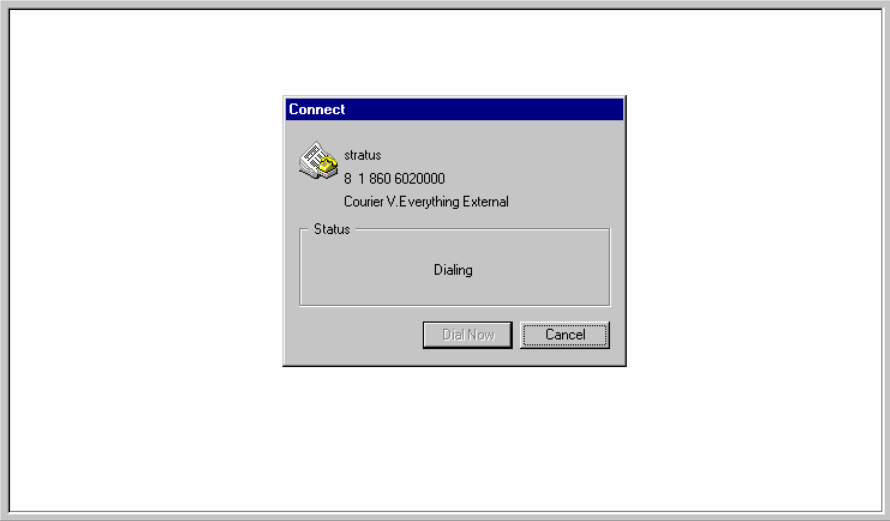 Connect
stratus
8 1 860 6020000
Courier V.Everything External
Status
Dialing
Dial Now
Cancel